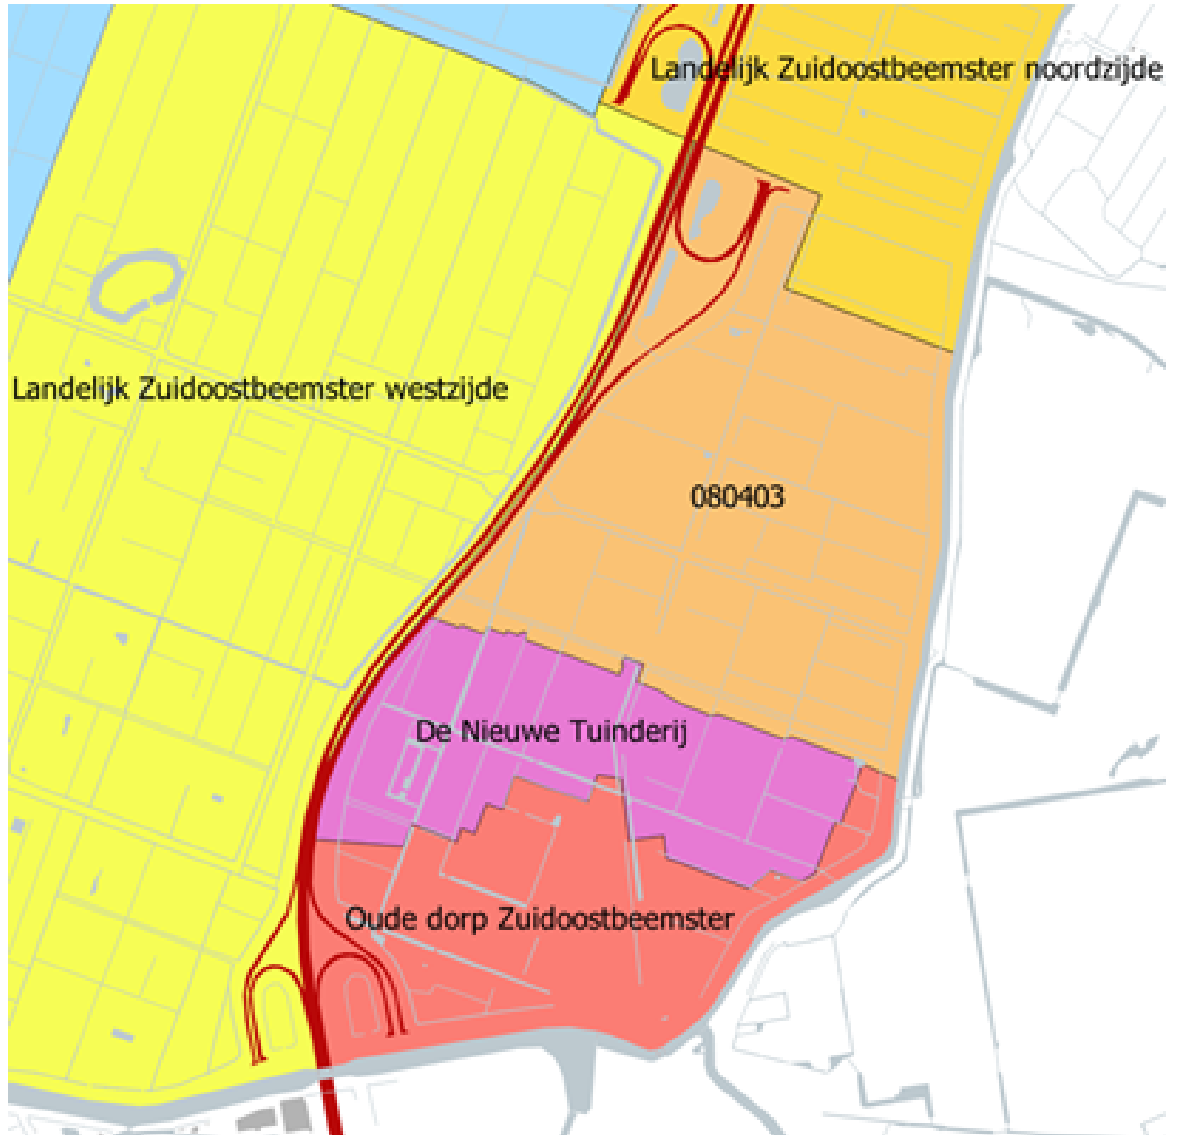 Landelijk Zuidoostbeemster noordzijde
Landelijk Zuidoostbeemster westzijde
080403
De Nieuwe Tuinderij
Oude dorp Zuidoostbeemster